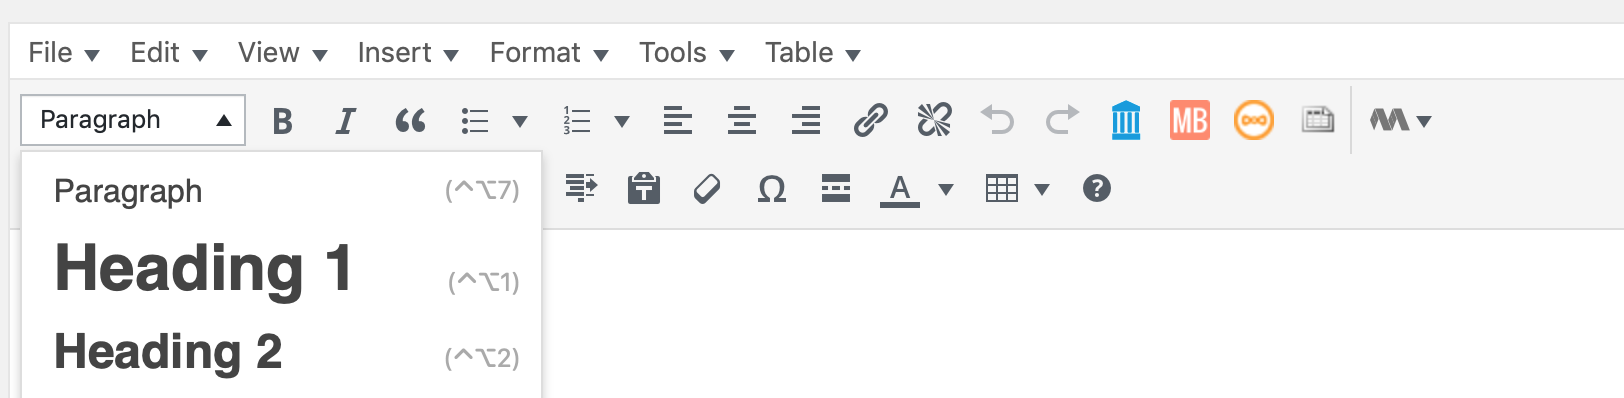 File Edit View Insert Format Tools Table
Paragraph B I MB
Paragraph (^⌥7) T Ω A ?
Heading 1 (^⌥1)
Heading 2 (^⌥2)